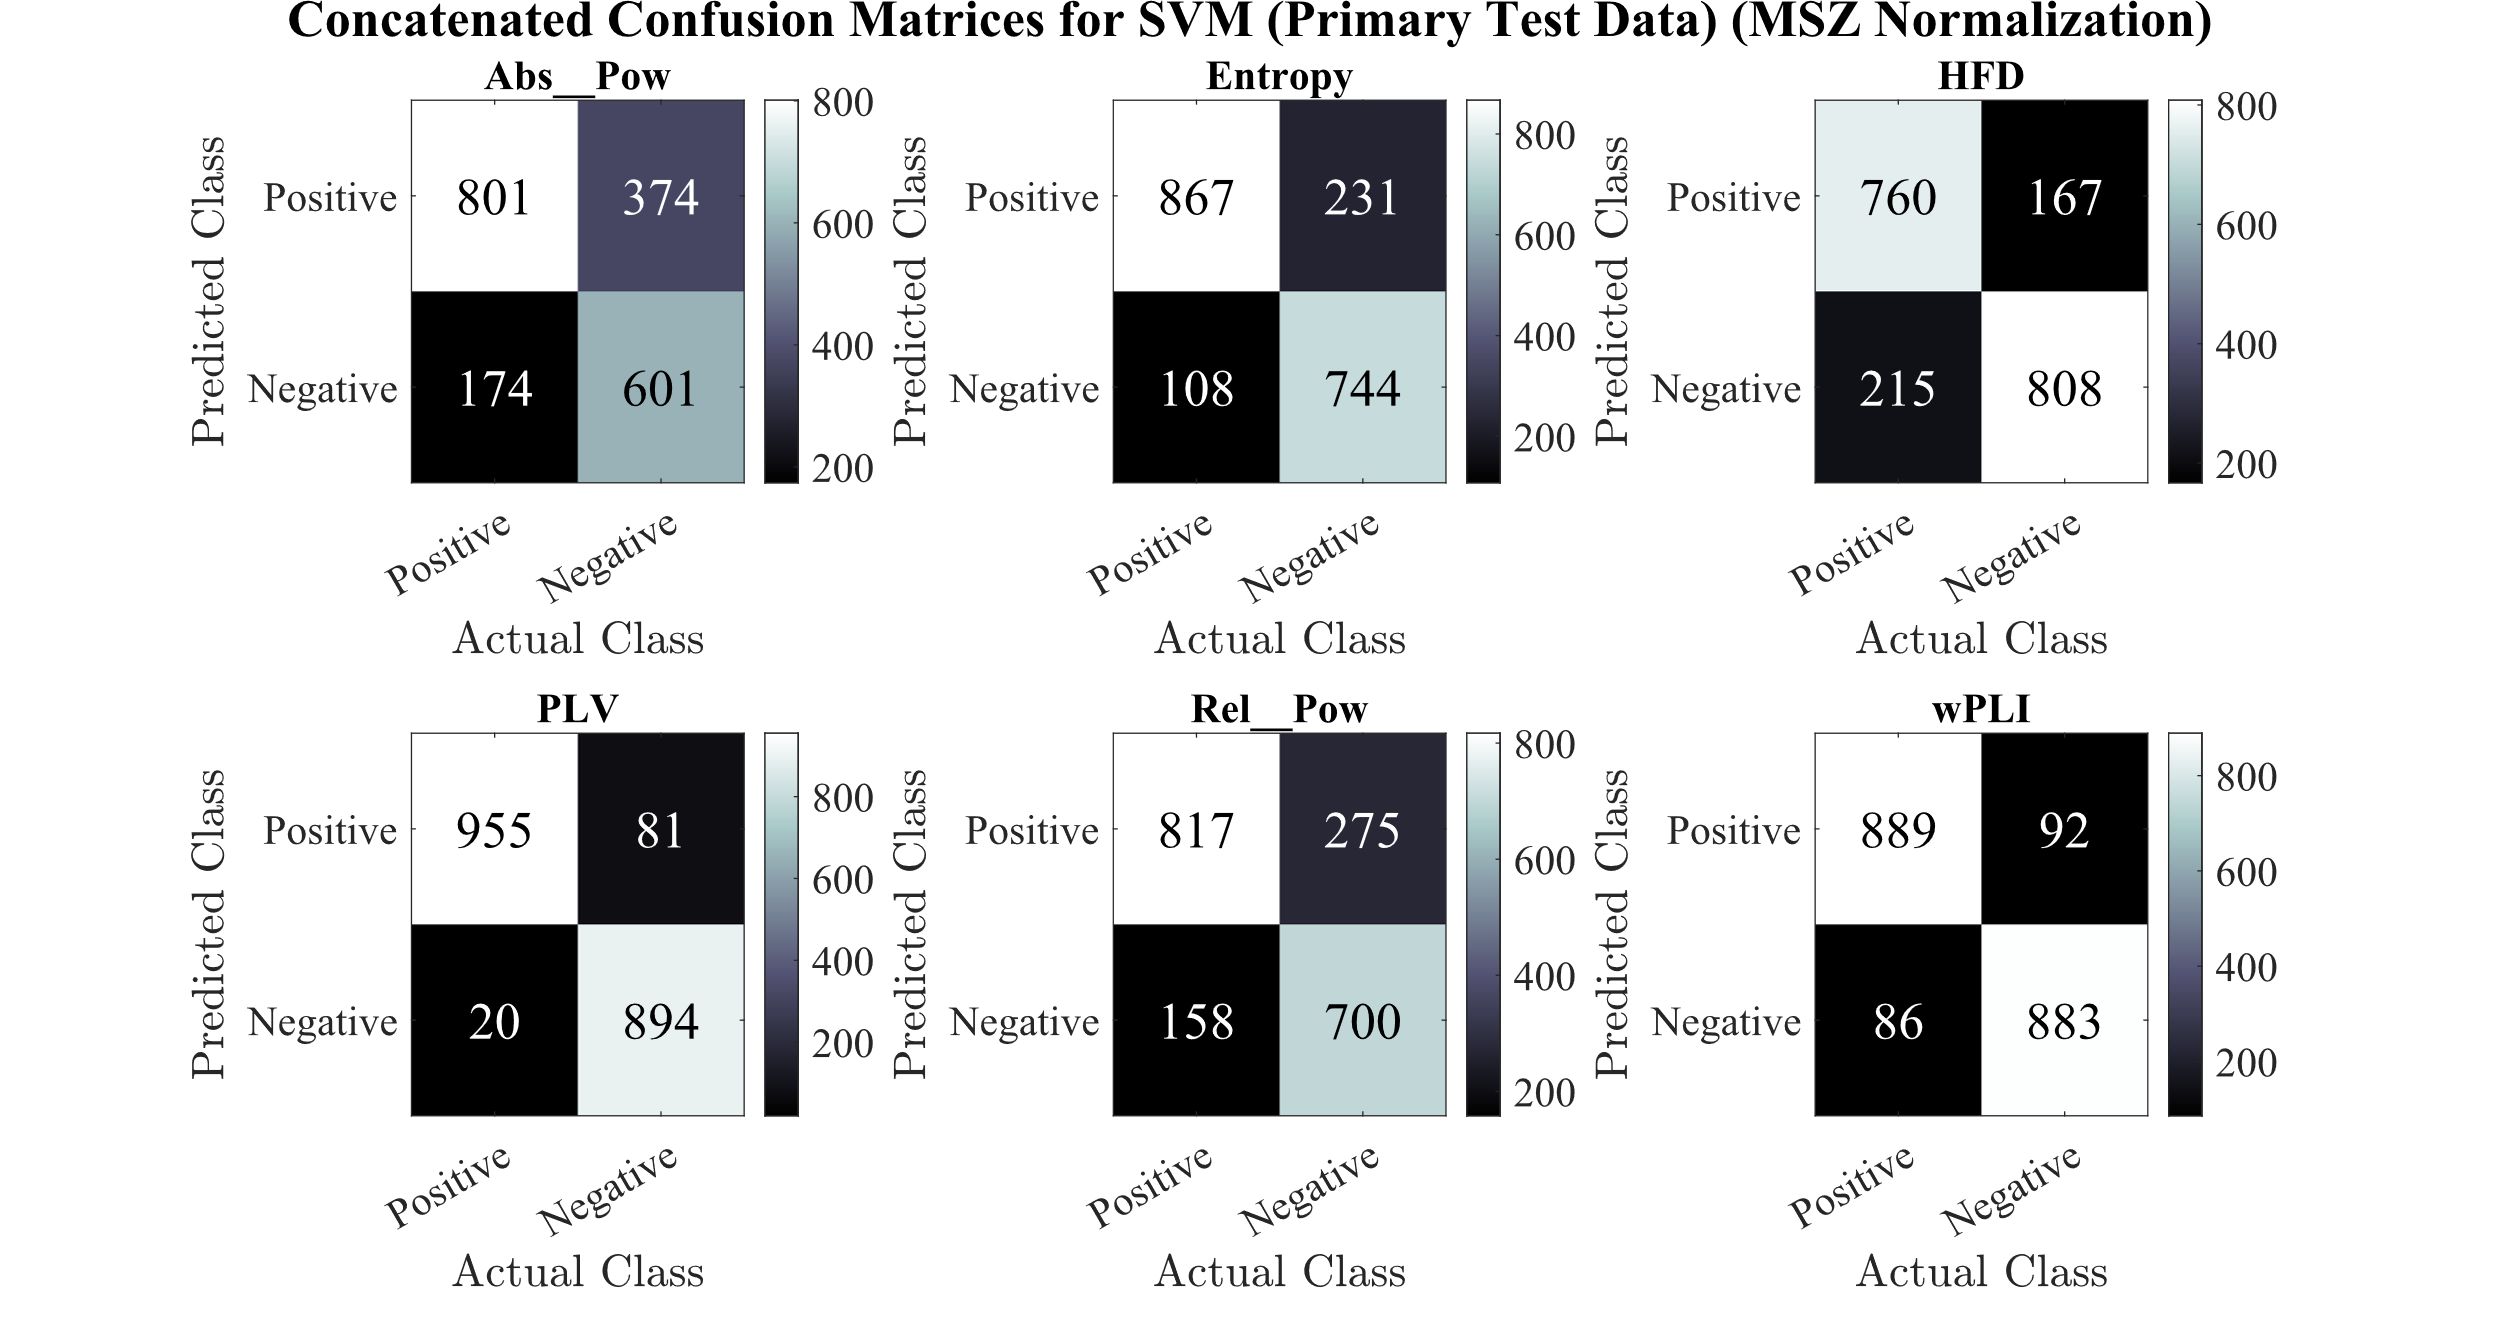 Concatenated Confusion Matrices for SVM (Primary Test Data) (MSZ Normalization)
Abs__Pow
Predicted Class
Positive
Negative
801
374
174
601
Positive
Negative
Actual Class
800
600
400
200
Entropy
Predicted Class
Positive
Negative
867
231
108
744
Positive
Negative
Actual Class
800
600
400
200
HFD
Predicted Class
Positive
Negative
760
167
215
808
Positive
Negative
Actual Class
800
600
400
200
PLV
Predicted Class
Positive
Negative
955
81
20
894
Positive
Negative
Actual Class
800
600
400
200
Rel__Pow
Predicted Class
Positive
Negative
817
275
158
700
Positive
Negative
Actual Class
800
600
400
200
wPLI
Predicted Class
Positive
Negative
889
92
86
883
Positive
Negative
Actual Class
800
600
400
200